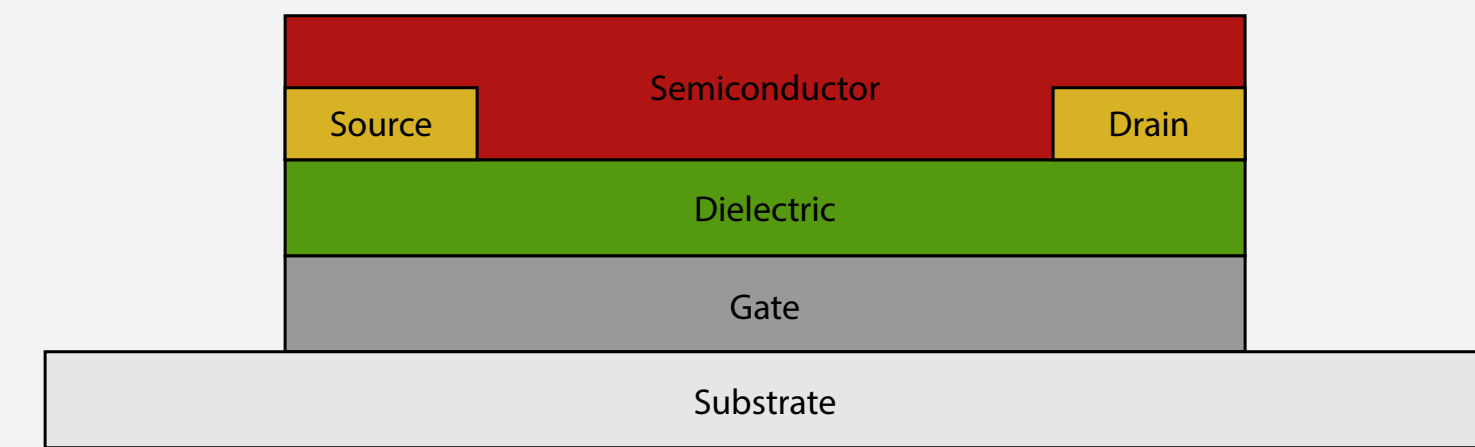 Semiconductor
Source
Drain
Dielectric
Gate
Substrate